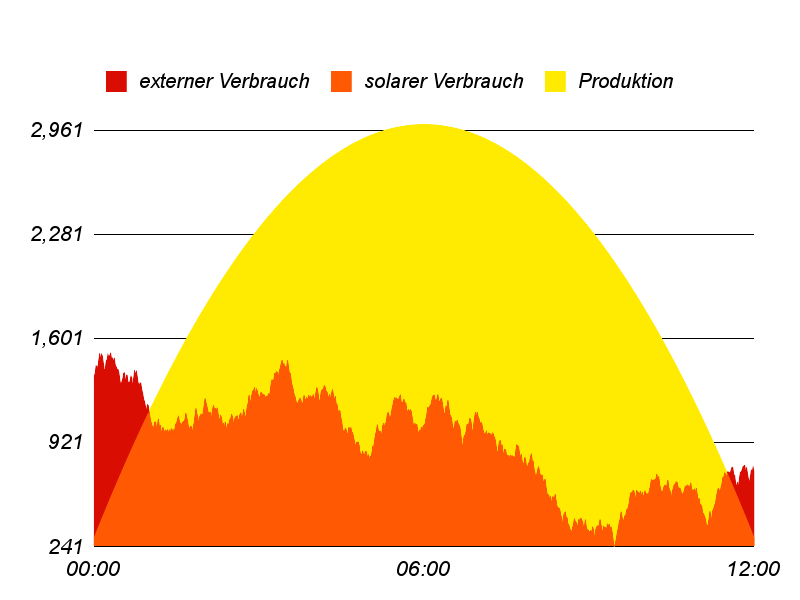 externer Verbrauch solarer Verbrauch Produktion
2,961
2,281
1,601
921
241
00:00 06:00 12:00